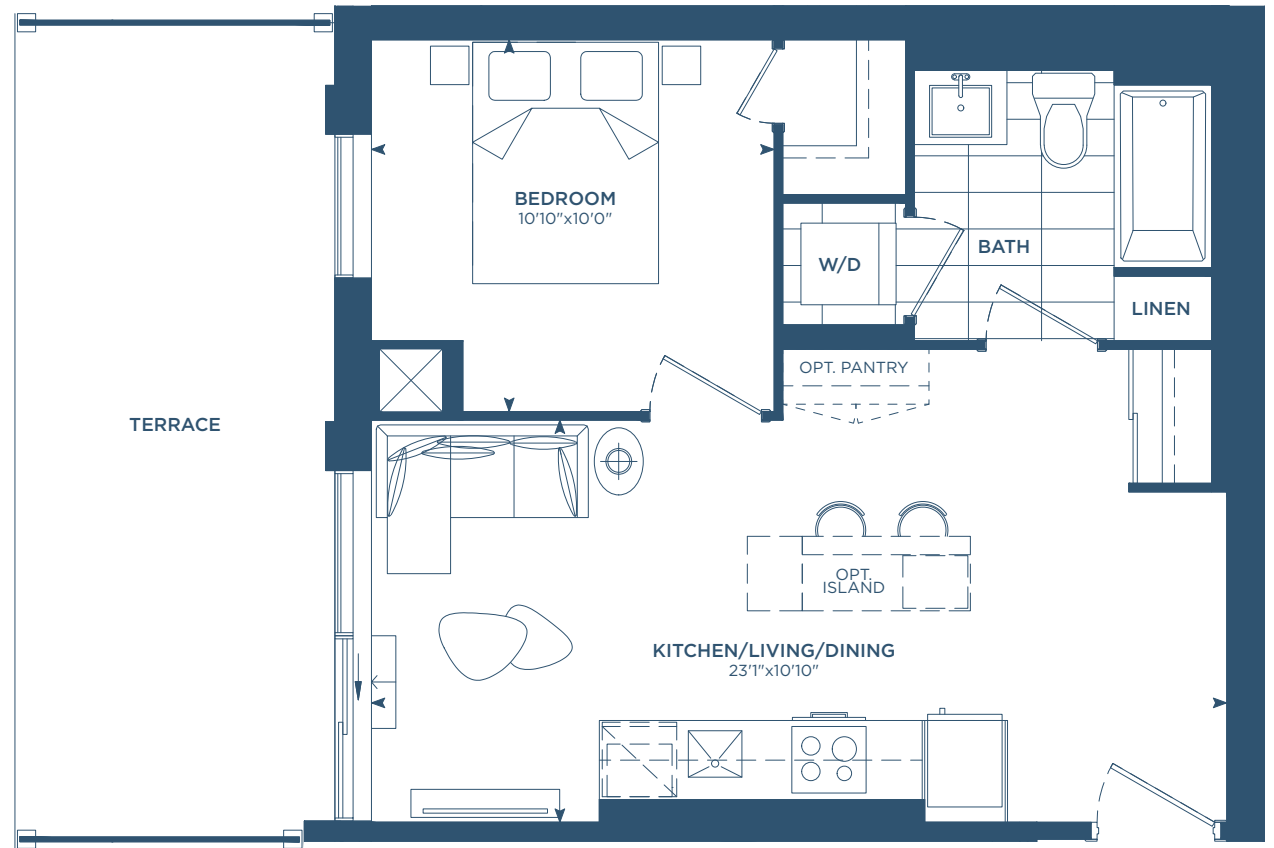 BEDROOM
10'10"x10'0"
W/D
BATH
LINEN
OPT. PANTRY
TERRACE
OPT.
ISLAND
KITCHEN/LIVING/DINING
23'1"x10'10"